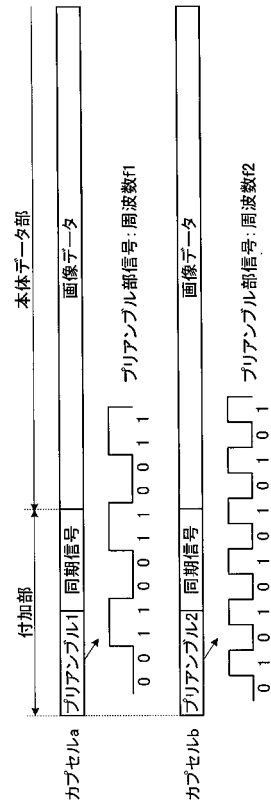 付加部
本体データ部
カプセルa
プリアンブル1
同期信号
画像データ
プリアンブル部信号:周波数f1
0 0 1 1 0 0 1 1 0 0 1 1
カプセルb
プリアンブル2
同期信号
画像データ
プリアンブル部信号:周波数f2
0 1 0 1 0 1 0 1 0 1 0 1